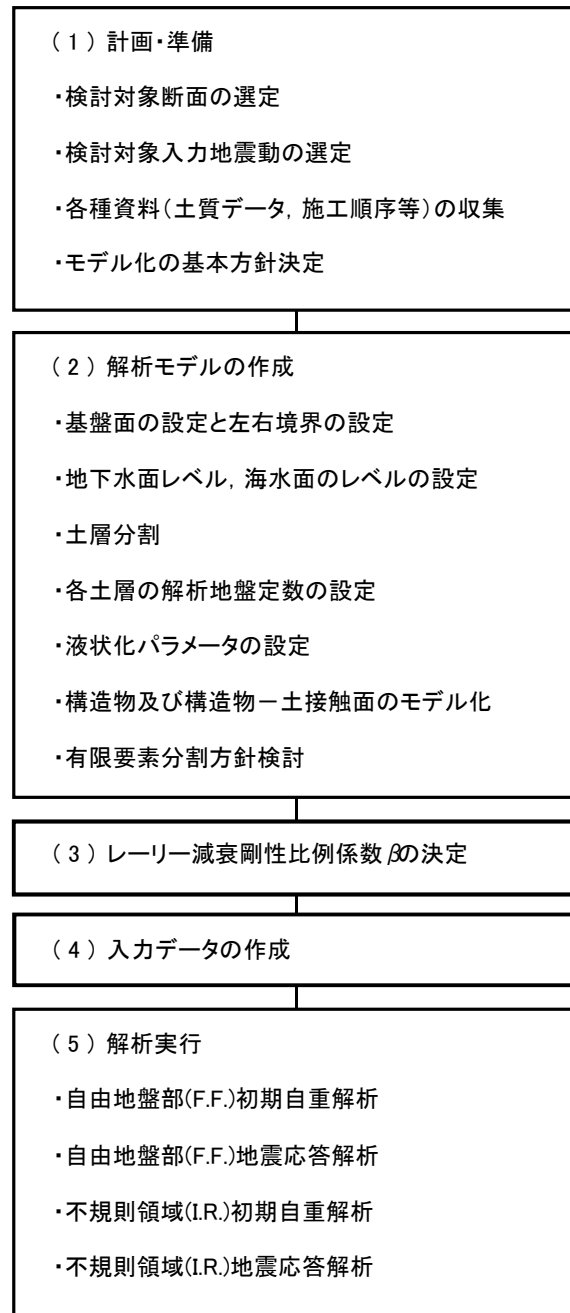 （1）計画・準備
・検討対象断面の選定
・検討対象入力地震動の選定
・各種資料（土質データ，施工順序等）の収集
・モデル化の基本方針決定
（2）解析モデルの作成
・基盤面の設定と左右境界の設定
・地下水面レベル，海水面のレベルの設定
・土層分割
・各土層の解析地盤定数の設定
・液状化パラメータの設定
・構造物及び構造物－土接触面のモデル化
・有限要素分割方針検討
（3）レーリー減衰剛性比例係数βの決定
（4）入力データの作成
（5）解析実行
・自由地盤部(F.F.)初期自重解析
・自由地盤部(F.F.)地震応答解析
・不規則領域(I.R.)初期自重解析
・不規則領域(I.R.)地震応答解析